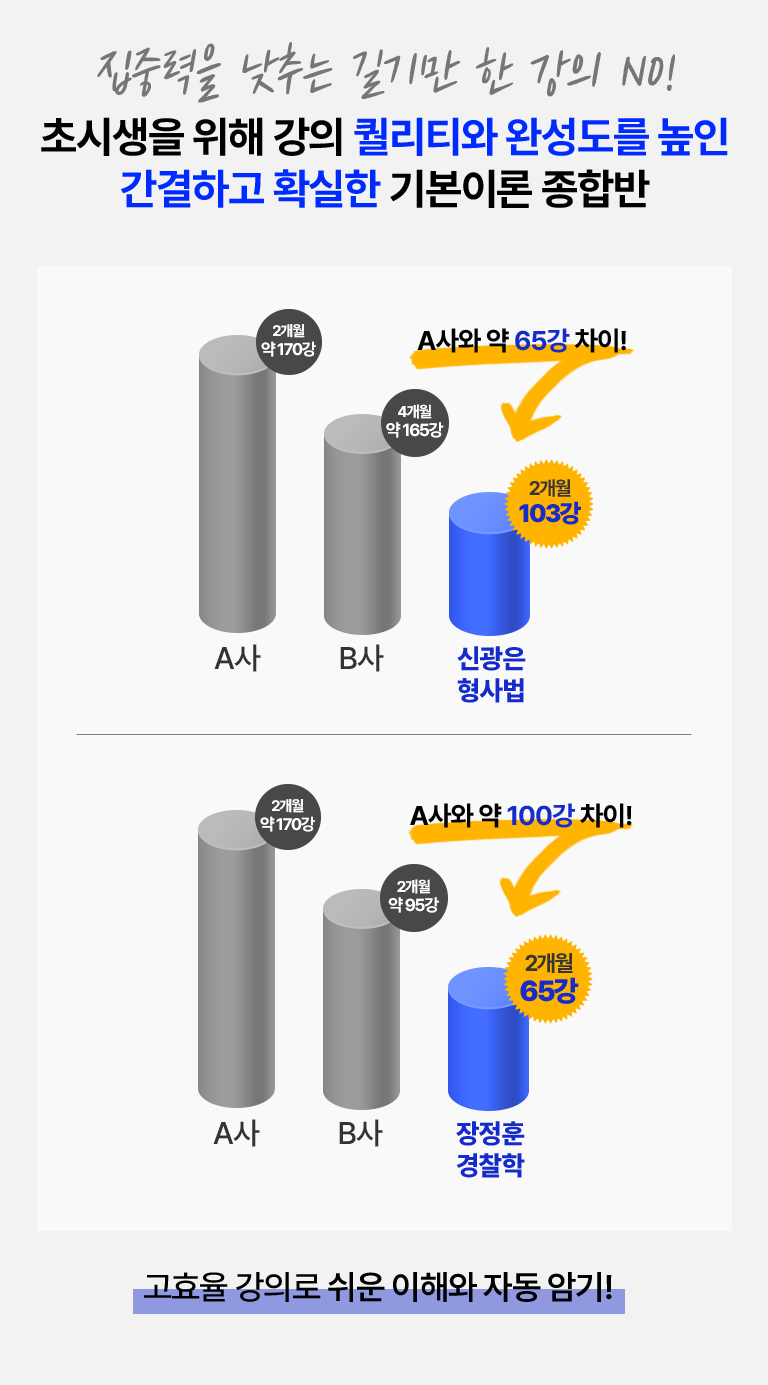 집중력을 낮추는 길기만 한 강의 NO!
초시생을 위해 강의 퀄리티와 완성도를 높인
간결하고 확실한 기본이론 종합반
2개월
약 170강
A사와 약 65강 차이!
4개월
약 165강
2개월
103강
A사
B사
신광은
형사법
2개월
약 170강
A사와 약 100강 차이!
2개월
약 95강
2개월
65강
A사
B사
장정훈
경찰학
고효율 강의로 쉬운 이해와 자동 암기!